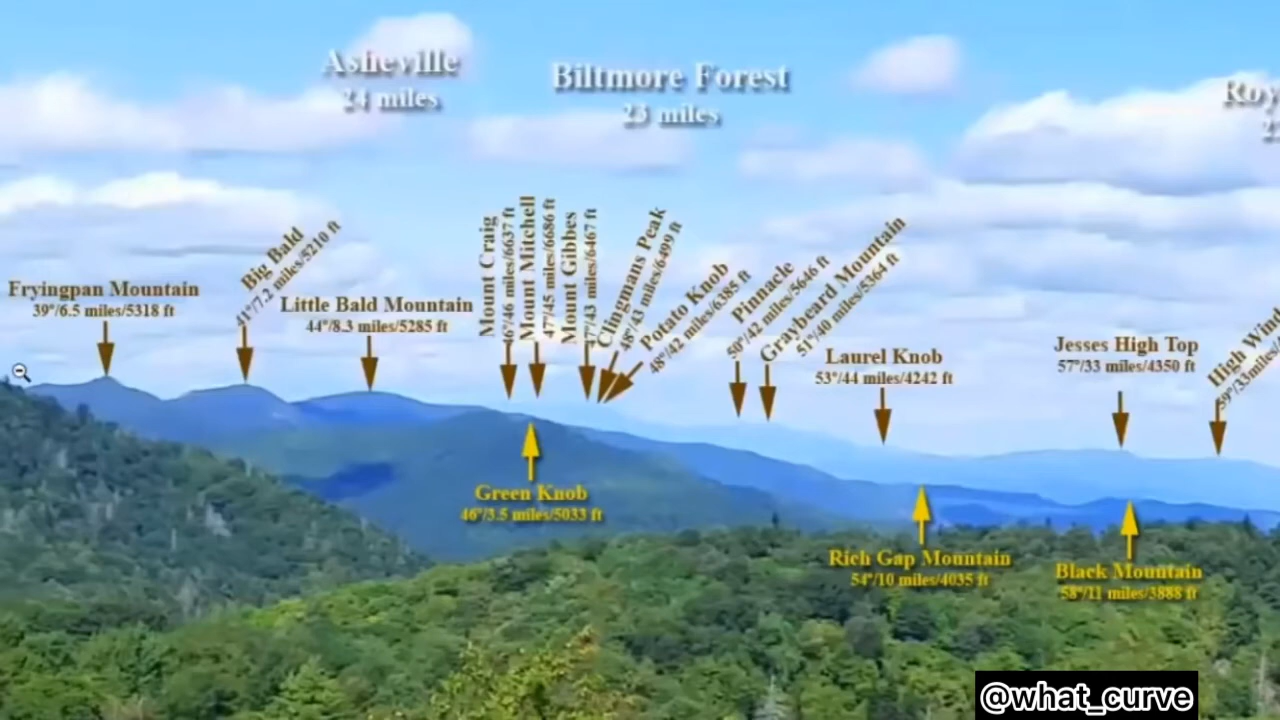 Asheville
24 miles
Biltmore Forest
23 miles
Roy
Fryingpan Mountain
39°/6.5 miles/5318 ft
Big Bald
41°/7.2 miles/5210 ft
Little Bald Mountain
44°/8.3 miles/5285 ft
Mount Craig
46°/46 miles/6637 ft
Mount Mitchell
47°/45 miles/6686 ft
Mount Gibbes
47°/43 miles/6467 ft
Clingmans Peak
48°/43 miles/6499 ft
Potato Knob
48°/42 miles/6385 ft
Pinnacle
50°/42 miles/5646 ft
Graybeard Mountain
51°/40 miles/5364 ft
Laurel Knob
53°/44 miles/4242 ft
Jesses High Top
57°/33 miles/4350 ft
High Wind
59°/33miles/
Green Knob
46°/3.5 miles/5033 ft
Rich Gap Mountain
54°/10 miles/4035 ft
Black Mountain
58°/11 miles/3888 ft
@what_curve